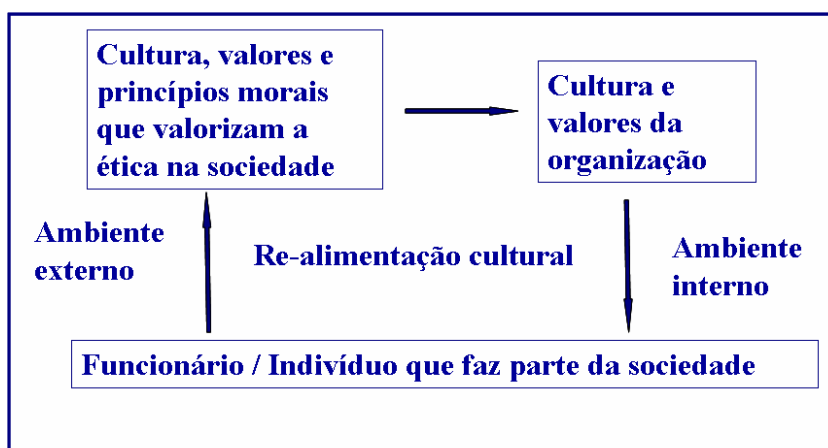 Cultura, valores e
princípios morais
que valorizam a
ética na sociedade
Cultura e
valores da
organização
Ambiente
externo
Re-alimentação cultural
Ambiente
interno
Funcionário / Indivíduo que faz parte da sociedade